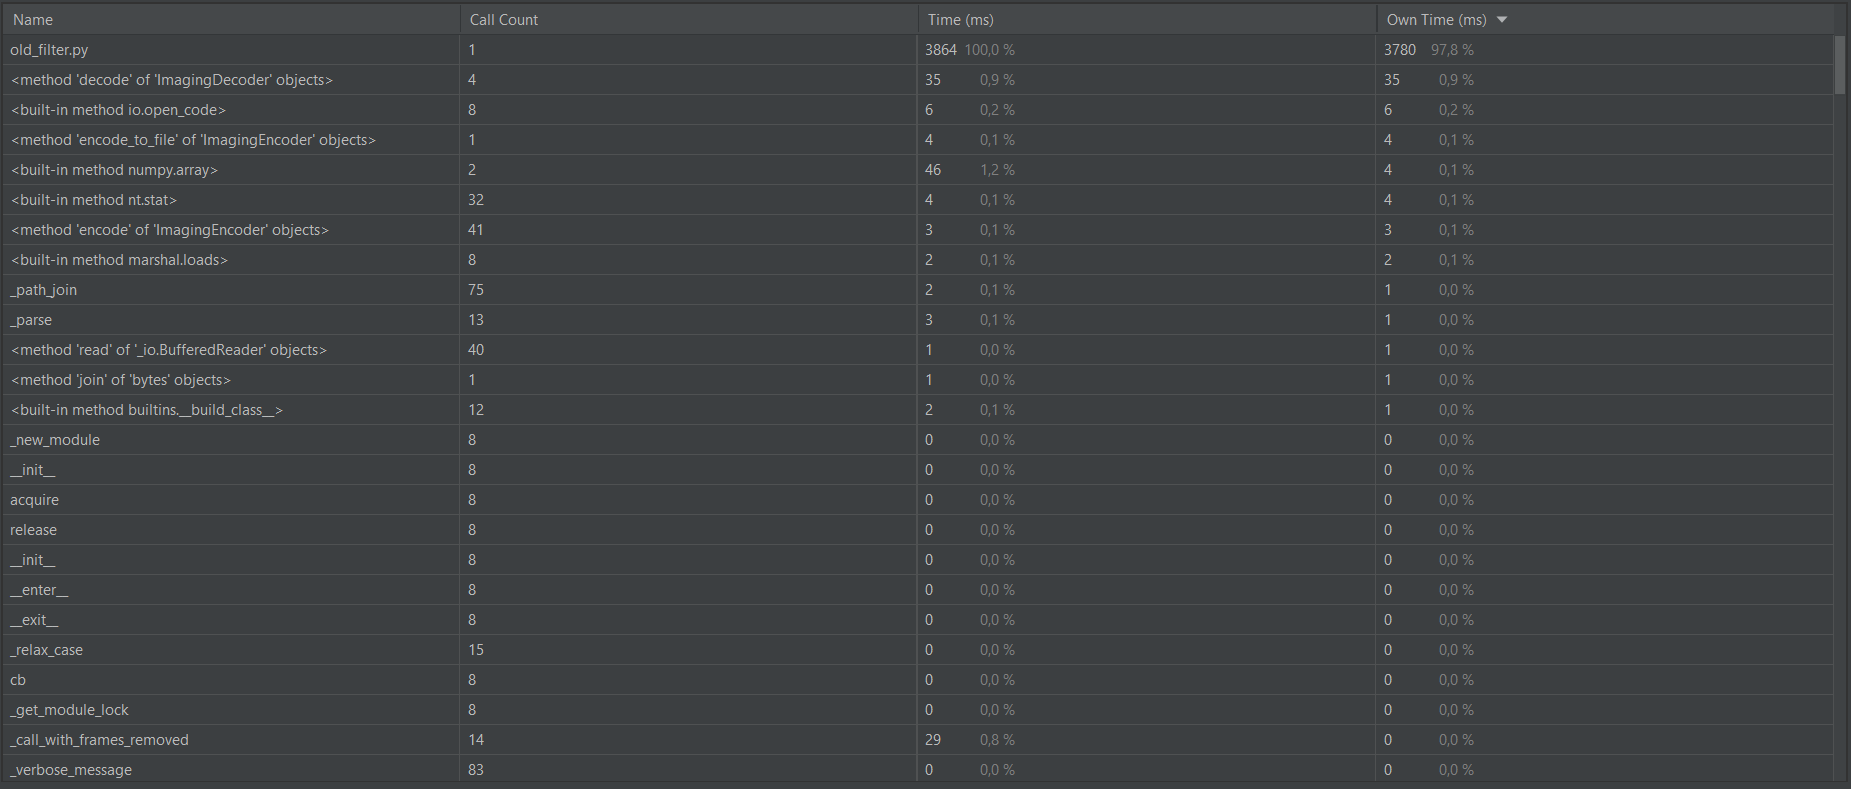 Name Call Count Time (ms) Own Time (ms)
old_filter.py 1 3864 100,0 % 3780 97,8 %
<method 'decode' of 'ImagingDecoder' objects> 4 35 0,9 % 35 0,9 %
<built-in method io.open_code> 8 6 0,2 % 6 0,2 %
<method 'encode_to_file' of 'ImagingEncoder' objects> 1 4 0,1 % 4 0,1 %
<built-in method numpy.array> 2 46 1,2 % 4 0,1 %
<built-in method nt.stat> 32 4 0,1 % 4 0,1 %
<method 'encode' of 'ImagingEncoder' objects> 41 3 0,1 % 3 0,1 %
<built-in method marshal.loads> 8 2 0,1 % 2 0,1 %
_path_join 75 2 0,1 % 1 0,0 %
_parse 13 3 0,1 % 1 0,0 %
<method 'read' of '_io.BufferedReader' objects> 40 1 0,0 % 1 0,0 %
<method 'join' of 'bytes' objects> 1 1 0,0 % 1 0,0 %
<built-in method builtins.__build_class__> 12 2 0,1 % 1 0,0 %
_new_module 8 0 0,0 % 0 0,0 %
__init__ 8 0 0,0 % 0 0,0 %
acquire 8 0 0,0 % 0 0,0 %
release 8 0 0,0 % 0 0,0 %
__init__ 8 0 0,0 % 0 0,0 %
__enter__ 8 0 0,0 % 0 0,0 %
__exit__ 8 0 0,0 % 0 0,0 %
_relax_case 15 0 0,0 % 0 0,0 %
cb 8 0 0,0 % 0 0,0 %
_get_module_lock 8 0 0,0 % 0 0,0 %
_call_with_frames_removed 14 29 0,8 % 0 0,0 %
_verbose_message 83 0 0,0 % 0 0,0 %